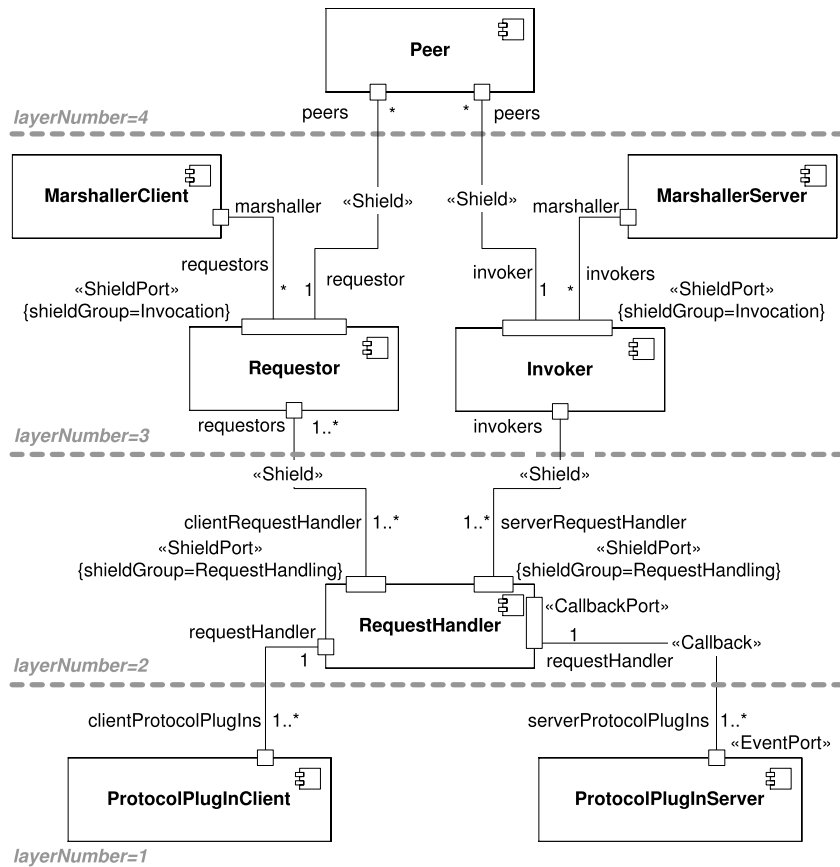 Peer
peers * * peers
layerNumber=4
MarshallerClient
MarshallerServer
marshaller «Shield» «Shield» marshaller
requestors requestor invoker invokers
«ShieldPort» * 1 1 * «ShieldPort»
{shieldGroup=Invocation} {shieldGroup=Invocation}
Requestor Invoker
requestors 1..* invokers
layerNumber=3
«Shield» «Shield»
clientRequestHandler 1..* 1..* serverRequestHandler
«ShieldPort» «ShieldPort»
{shieldGroup=RequestHandling} {shieldGroup=RequestHandling}
«CallbackPort»
RequestHandler
requestHandler 1 «Callback»
1 requestHandler
layerNumber=2
clientProtocolPlugIns 1..* serverProtocolPlugIns 1..*
«EventPort»
ProtocolPlugInClient ProtocolPlugInServer
layerNumber=1